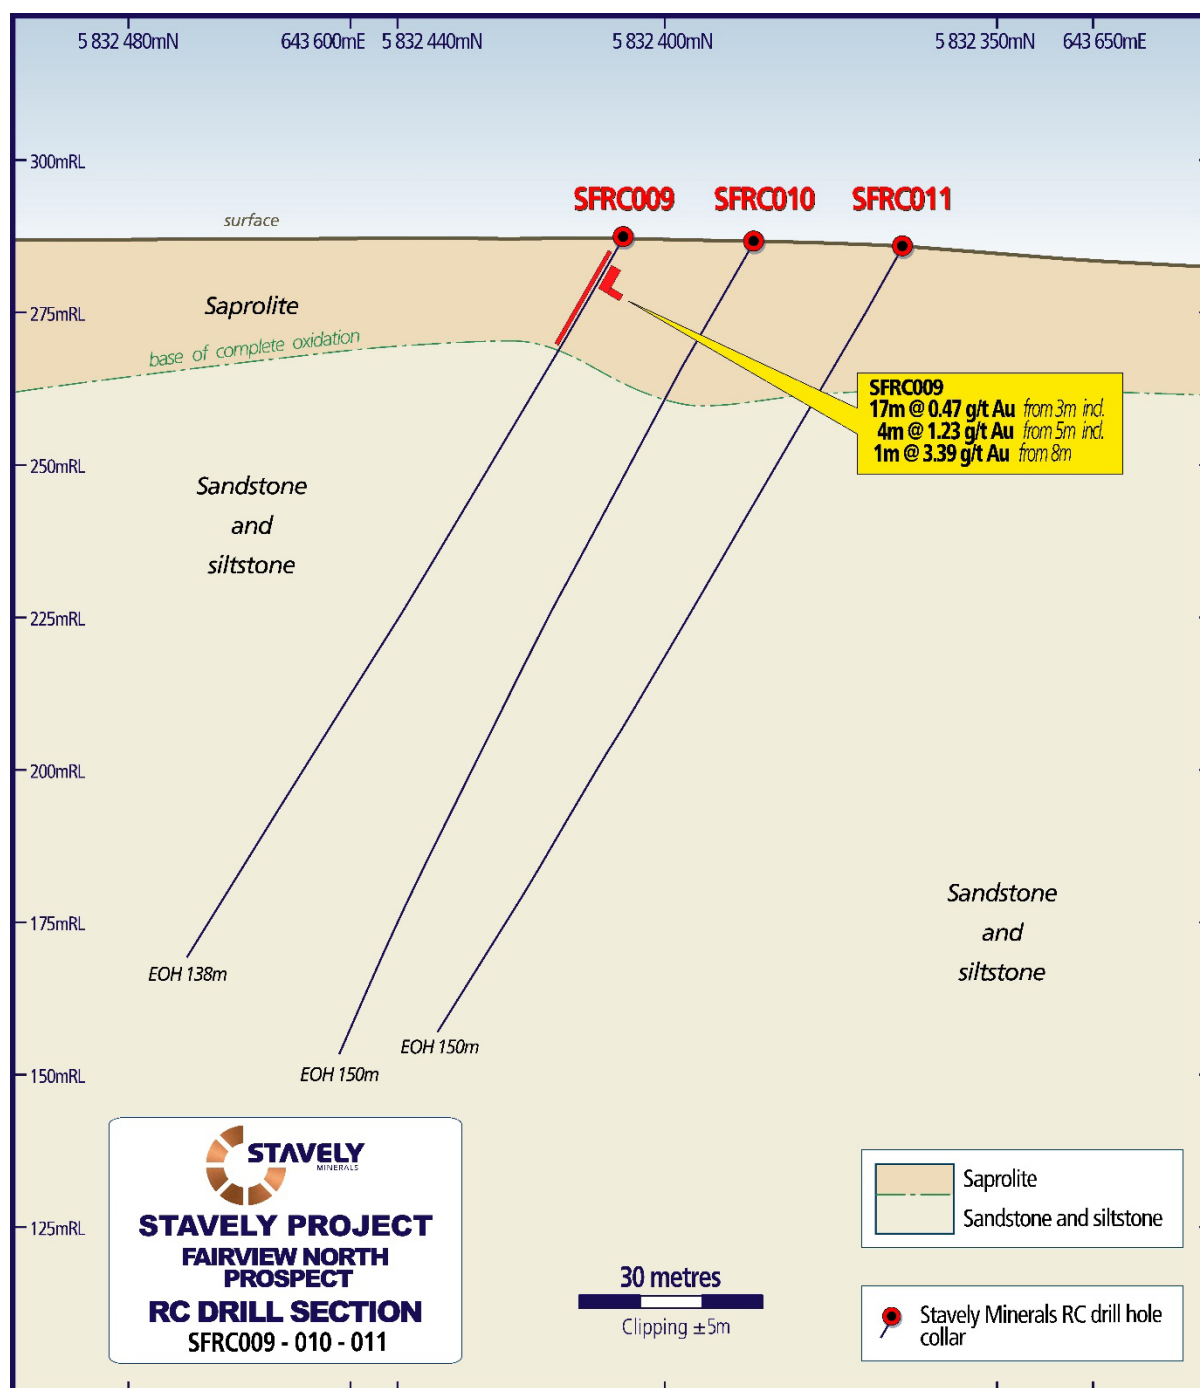 5 832 480mN 643 600mE 5 832 440mN 5 832 400mN 5 832 350mN 643 650mE
300mRL
SFRC009 SFRC010 SFRC011
surface
275mRL
Saprolite
base of complete oxidation
SFRC009
17m @ 0.47 g/t Au from 3m incl.
4m @ 1.23 g/t Au from 5m incl.
1m @ 3.39 g/t Au from 8m
250mRL
Sandstone
and
siltstone
225mRL
200mRL
175mRL
Sandstone
and
siltstone
EOH 138m
EOH 150m
EOH 150m
150mRL
125mRL
STAVELY
MINERALS
STAVELY PROJECT
FAIRVIEW NORTH
PROSPECT
RC DRILL SECTION
SFRC009 - 010 - 011
30 metres
Clipping ±5m
Saprolite
Sandstone and siltstone
Stavely Minerals RC drill hole
collar